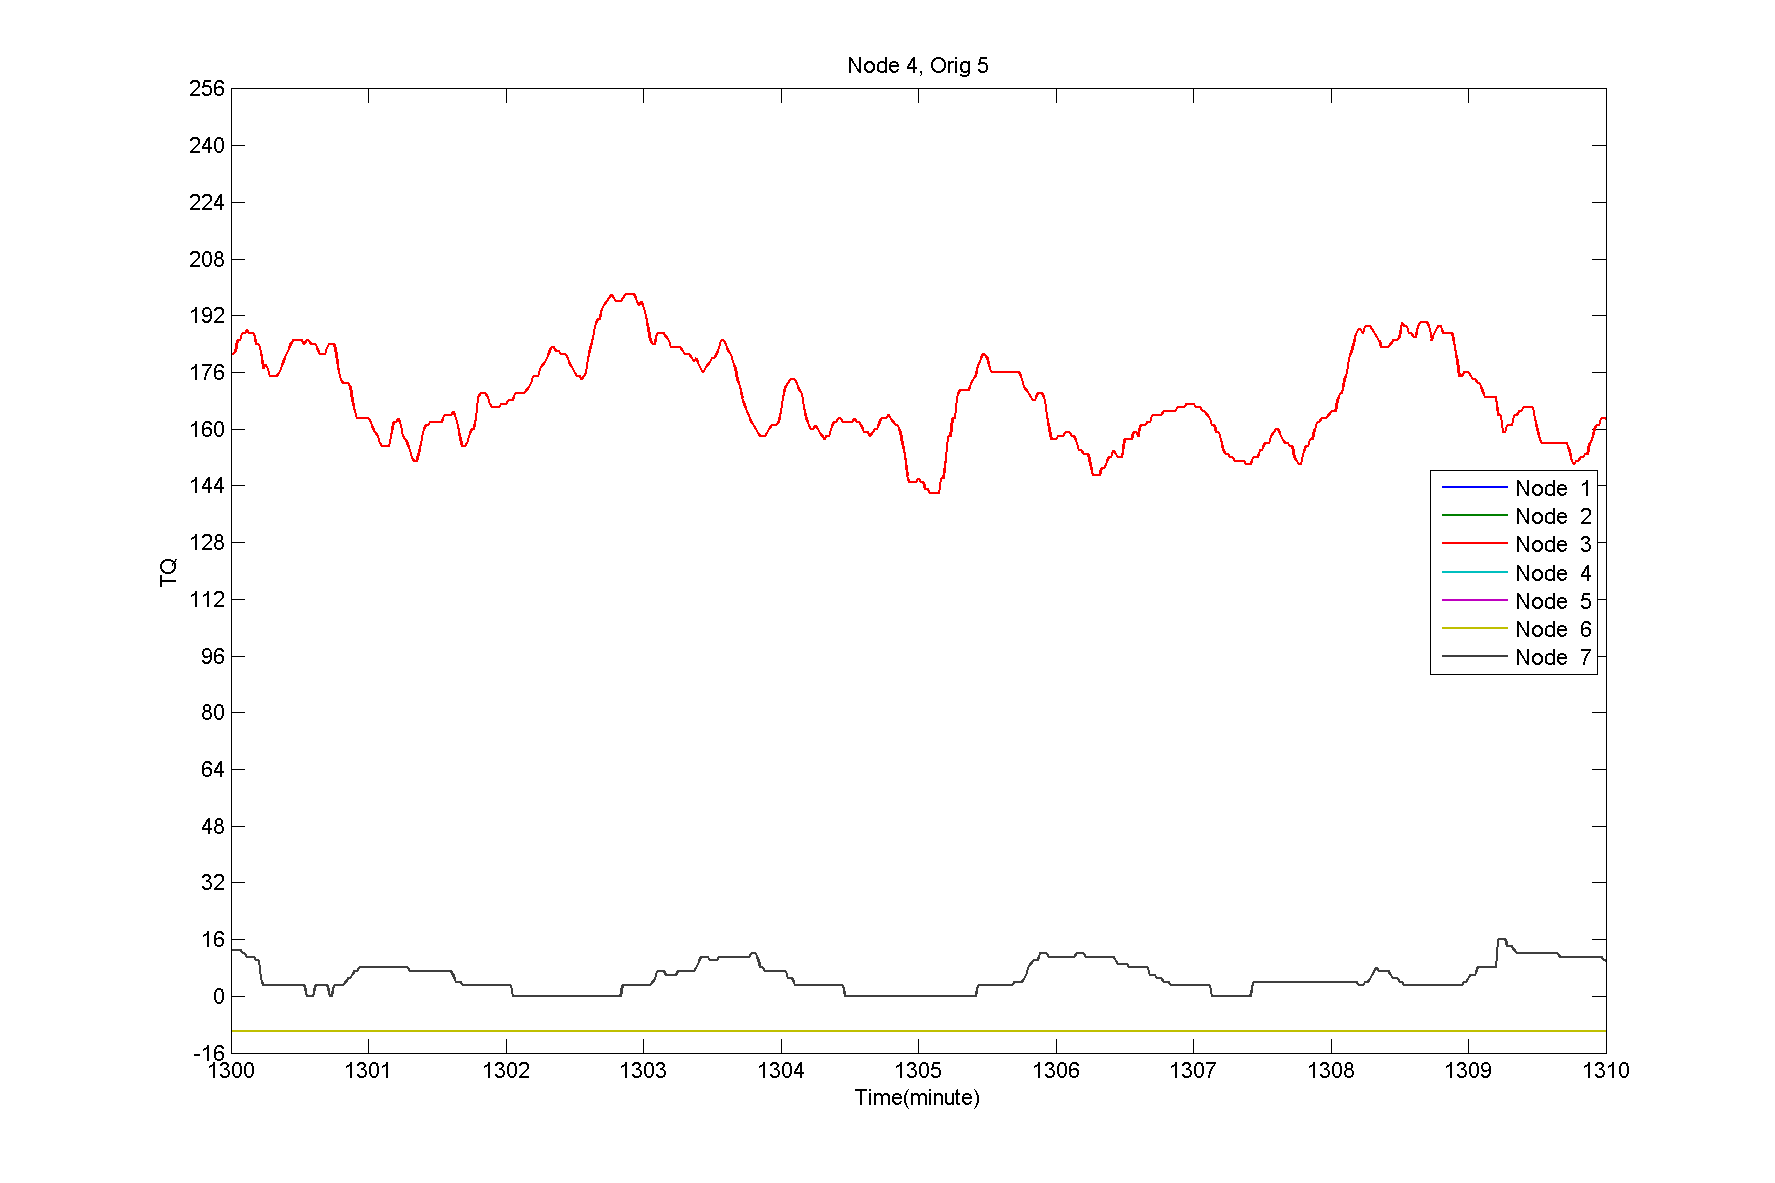 Node 4, Orig 5
256
240
224
208
192
176
160
144
128
112
96
80
64
48
32
16
0
-16
TQ
Node 1
Node 2
Node 3
Node 4
Node 5
Node 6
Node 7
1300 1301 1302 1303 1304 1305 1306 1307 1308 1309 1310
Time(minute)